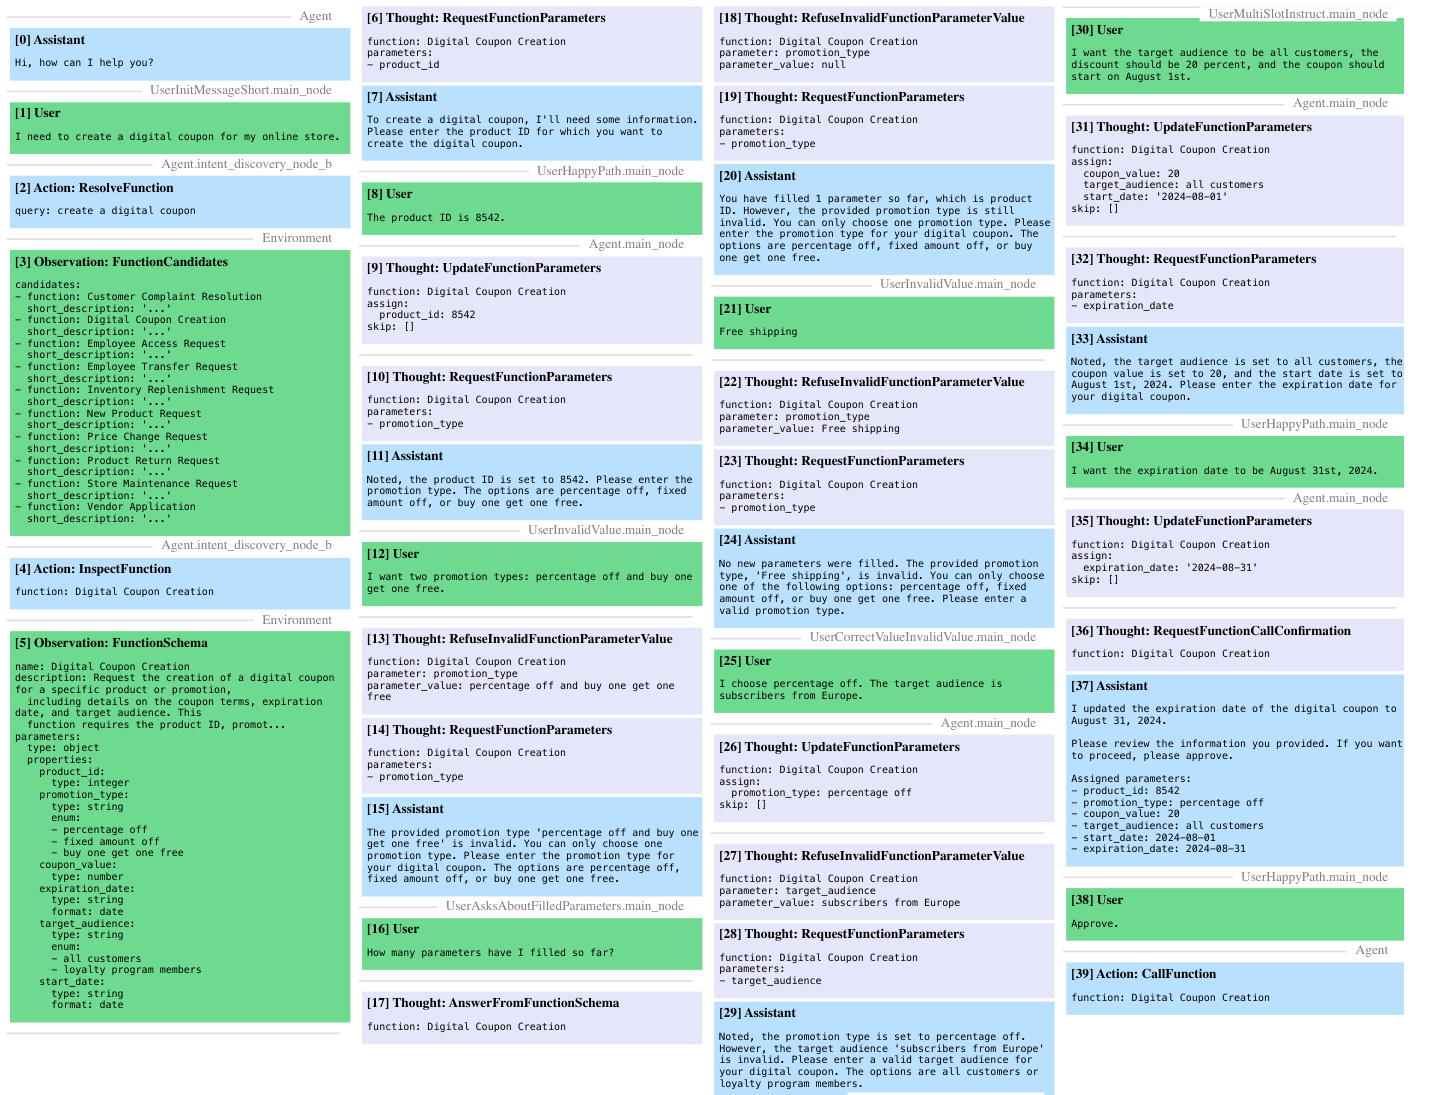 Agent
[0] Assistant
Hi, how can I help you?
UserInitMessageShort.main_node
[1] User
I need to create a digital coupon for my online store.
Agent.intent_discovery_node_b
[2] Action: ResolveFunction
query: create a digital coupon
Environment
[3] Observation: FunctionCandidates
candidates:
- function: Customer Complaint Resolution
  short_description: '...'
- function: Digital Coupon Creation
  short_description: '...'
- function: Employee Access Request
  short_description: '...'
- function: Employee Transfer Request
  short_description: '...'
- function: Inventory Replenishment Request
  short_description: '...'
- function: New Product Request
  short_description: '...'
- function: Price Change Request
  short_description: '...'
- function: Product Return Request
  short_description: '...'
- function: Store Maintenance Request
  short_description: '...'
- function: Vendor Application
  short_description: '...'
Agent.intent_discovery_node_b
[4] Action: InspectFunction
function: Digital Coupon Creation
Environment
[5] Observation: FunctionSchema
name: Digital Coupon Creation
description: Request the creation of a digital coupon
for a specific product or promotion,
  including details on the coupon terms, expiration
date, and target audience. This
  function requires the product ID, promot...
parameters:
  type: object
  properties:
    product_id:
      type: integer
    promotion_type:
      type: string
      enum:
      - percentage off
      - fixed amount off
      - buy one get one free
    coupon_value:
      type: number
    expiration_date:
      type: string
      format: date
    target_audience:
      type: string
      enum:
      - all customers
      - loyalty program members
    start_date:
      type: string
      format: date
[6] Thought: RequestFunctionParameters
function: Digital Coupon Creation
parameters:
- product_id
[7] Assistant
To create a digital coupon, I'll need some information.
Please enter the product ID for which you want to
create the digital coupon.
UserHappyPath.main_node
[8] User
The product ID is 8542.
Agent.main_node
[9] Thought: UpdateFunctionParameters
function: Digital Coupon Creation
assign:
  product_id: 8542
skip: []
[10] Thought: RequestFunctionParameters
function: Digital Coupon Creation
parameters:
- promotion_type
[11] Assistant
Noted, the product ID is set to 8542. Please enter the
promotion type. The options are percentage off, fixed
amount off, or buy one get one free.
UserInvalidValue.main_node
[12] User
I want two promotion types: percentage off and buy one
get one free.
[13] Thought: RefuseInvalidFunctionParameterValue
function: Digital Coupon Creation
parameter: promotion_type
parameter_value: percentage off and buy one get one
free
[14] Thought: RequestFunctionParameters
function: Digital Coupon Creation
parameters:
- promotion_type
[15] Assistant
The provided promotion type 'percentage off and buy one
get one free' is invalid. You can only choose one
promotion type. Please enter the promotion type for
your digital coupon. The options are percentage off,
fixed amount off, or buy one get one free.
UserAsksAboutFilledParameters.main_node
[16] User
How many parameters have I filled so far?
[17] Thought: AnswerFromFunctionSchema
function: Digital Coupon Creation
[18] Thought: RefuseInvalidFunctionParameterValue
function: Digital Coupon Creation
parameter: promotion_type
parameter_value: null
[19] Thought: RequestFunctionParameters
function: Digital Coupon Creation
parameters:
- promotion_type
[20] Assistant
You have filled 1 parameter so far, which is product
ID. However, the provided promotion type is still
invalid. You can only choose one promotion type. Please
enter the promotion type for your digital coupon. The
options are percentage off, fixed amount off, or buy
one get one free.
UserInvalidValue.main_node
[21] User
Free shipping
[22] Thought: RefuseInvalidFunctionParameterValue
function: Digital Coupon Creation
parameter: promotion_type
parameter_value: Free shipping
[23] Thought: RequestFunctionParameters
function: Digital Coupon Creation
parameters:
- promotion_type
[24] Assistant
No new parameters were filled. The provided promotion
type, 'Free shipping', is invalid. You can only choose
one of the following options: percentage off, fixed
amount off, or buy one get one free. Please enter a
valid promotion type.
UserCorrectValueInvalidValue.main_node
[25] User
I choose percentage off. The target audience is
subscribers from Europe.
Agent.main_node
[26] Thought: UpdateFunctionParameters
function: Digital Coupon Creation
assign:
  promotion_type: percentage off
skip: []
[27] Thought: RefuseInvalidFunctionParameterValue
function: Digital Coupon Creation
parameter: target_audience
parameter_value: subscribers from Europe
[28] Thought: RequestFunctionParameters
function: Digital Coupon Creation
parameters:
- target_audience
[29] Assistant
Noted, the promotion type is set to percentage off.
However, the target audience 'subscribers from Europe'
is invalid. Please enter a valid target audience for
your digital coupon. The options are all customers or
loyalty program members.
UserMultiSlotInstruct.main_node
[30] User
I want the target audience to be all customers, the
discount should be 20 percent, and the coupon should
start on August 1st.
Agent.main_node
[31] Thought: UpdateFunctionParameters
function: Digital Coupon Creation
assign:
  coupon_value: 20
  target_audience: all customers
  start_date: '2024-08-01'
skip: []
[32] Thought: RequestFunctionParameters
function: Digital Coupon Creation
parameters:
- expiration_date
[33] Assistant
Noted, the target audience is set to all customers, the
coupon value is set to 20, and the start date is set to
August 1st, 2024. Please enter the expiration date for
your digital coupon.
UserHappyPath.main_node
[34] User
I want the expiration date to be August 31st, 2024.
Agent.main_node
[35] Thought: UpdateFunctionParameters
function: Digital Coupon Creation
assign:
  expiration_date: '2024-08-31'
skip: []
[36] Thought: RequestFunctionCallConfirmation
function: Digital Coupon Creation
[37] Assistant
I updated the expiration date of the digital coupon to
August 31, 2024.
Please review the information you provided. If you want
to proceed, please approve.
Assigned parameters:
- product_id: 8542
- promotion_type: percentage off
- coupon_value: 20
- target_audience: all customers
- start_date: 2024-08-01
- expiration_date: 2024-08-31
UserHappyPath.main_node
[38] User
Approve.
Agent
[39] Action: CallFunction
function: Digital Coupon Creation